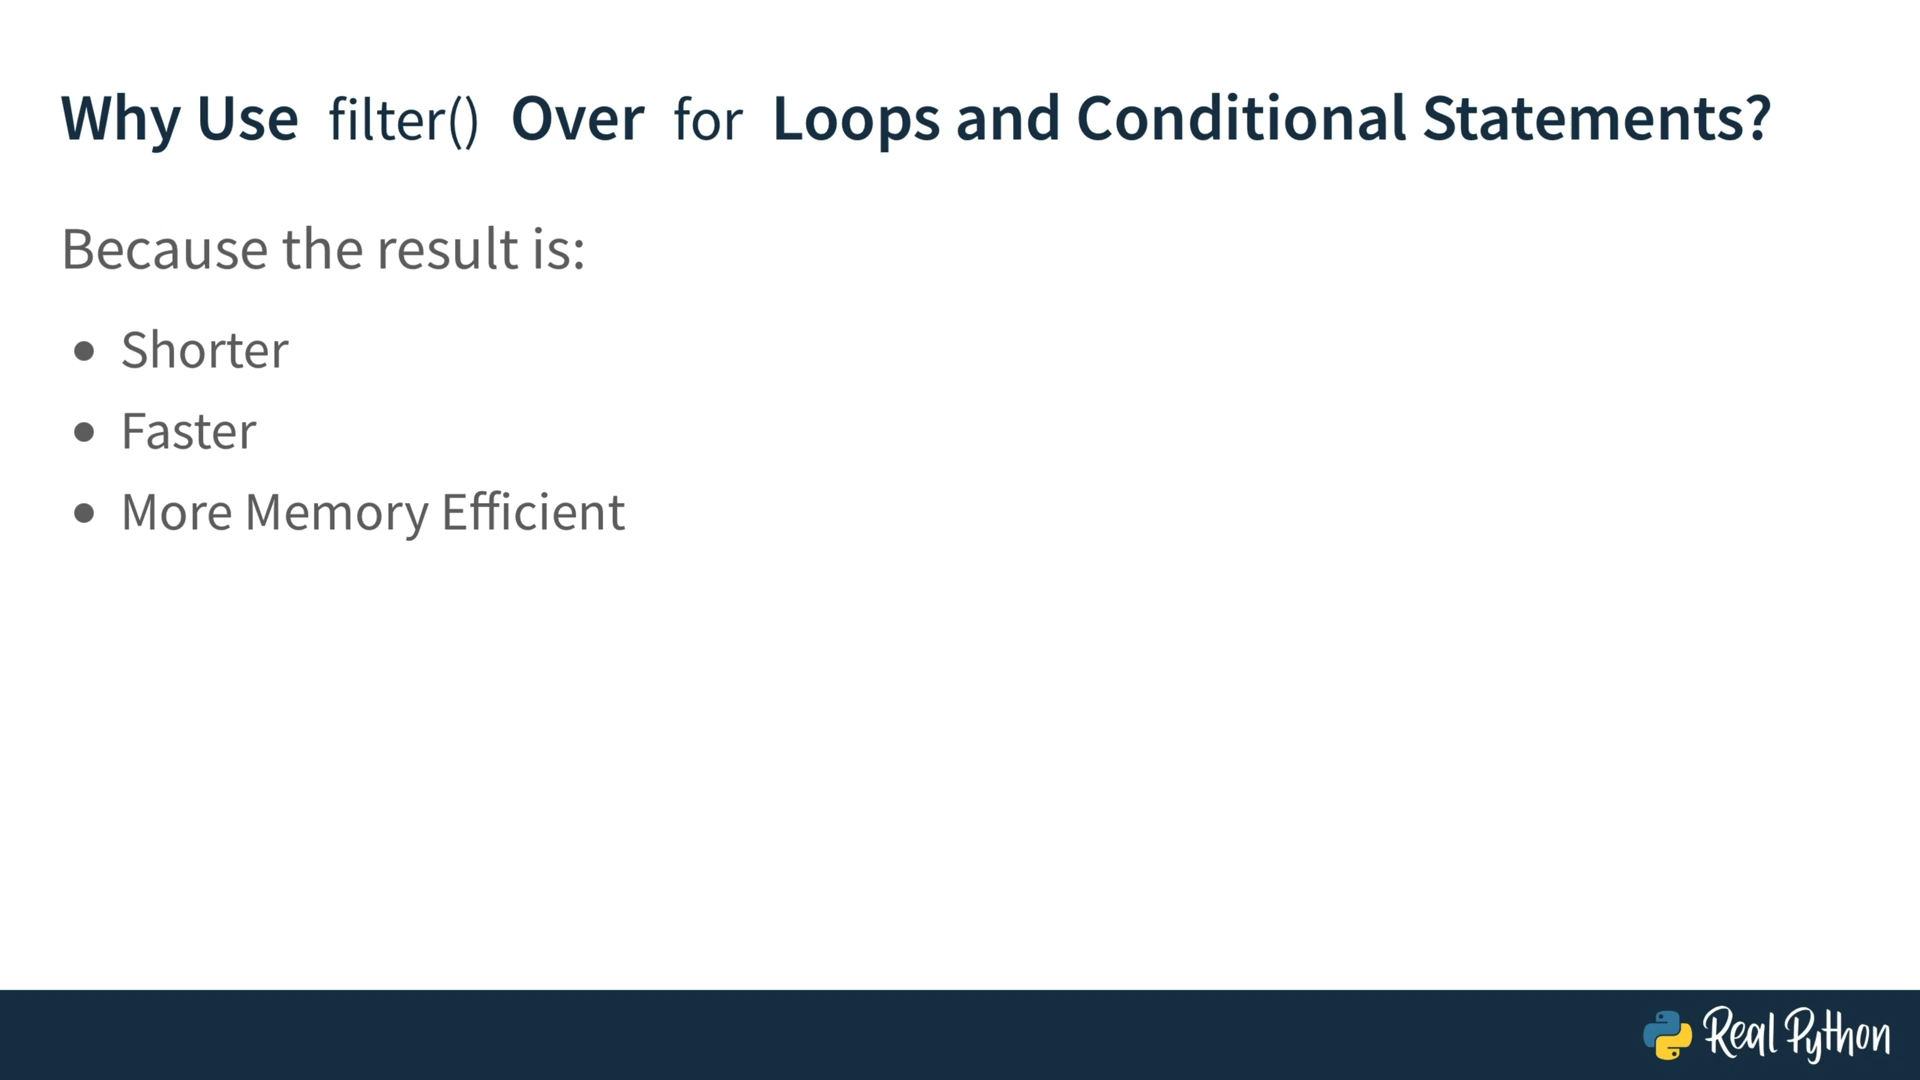 Why Use filter() Over for Loops and Conditional Statements?
Because the result is:
• Shorter
• Faster
• More Memory Efficient
Real Python